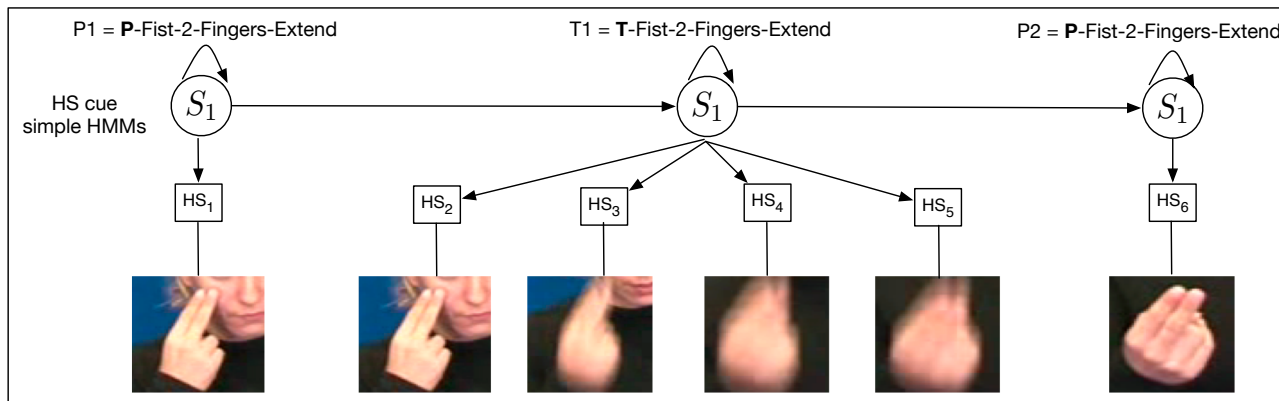 P1 = P-Fist-2-Fingers-Extend
T1 = T-Fist-2-Fingers-Extend
P2 = P-Fist-2-Fingers-Extend
HS cue
simple HMMs
S₁
S₁
S₁
HS₁
HS₂
HS₃
HS₄
HS₅
HS₆